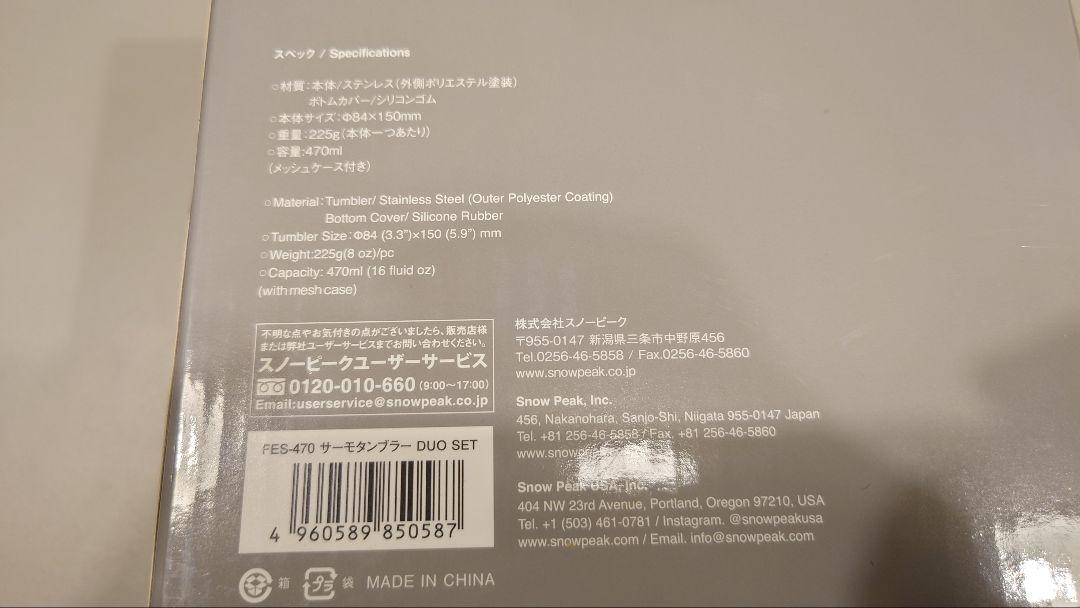 スペック / Specifications
○材質：本体/ステンレス（外側ポリエステル塗装）
ボトムカバー/シリコンゴム
○本体サイズ：Φ84×150mm
○重量：225g（本体一つあたり）
○容量:470ml
（メッシュケース付き）
○Material：Tumbler/ Stainless Steel (Outer Polyester Coating)
Bottom Cover/ Silicone Rubber
○Tumbler Size：Φ84 (3.3")×150 (5.9") mm
○Weight:225g(8 oz)/pc
○Capacity: 470ml (16 fluid oz)
(with mesh case)
不明な点やお気付きの点がございましたら、販売店様
または弊社ユーザーサービスまでお問い合わせください。
スノーピークユーザーサービス
0120-010-660 (9:00〜17:00)
Email:userservice@snowpeak.co.jp
FES-470 サーモタンブラー DUO SET
4 960589 850587
箱 プラ 袋 MADE IN CHINA
株式会社スノーピーク
〒955-0147 新潟県三条市中野原456
Tel.0256-46-5858 / Fax.0256-46-5860
www.snowpeak.co.jp
Snow Peak, Inc.
456, Nakanohara, Sanjo-Shi, Niigata 955-0147 Japan
Tel. +81 256-46-5858 / Fax. +81 256-46-5860
Snow Peak USA, Inc.
404 NW 23rd Avenue, Portland, Oregon 97210, USA
Tel. +1 (503) 461-0781 / Instagram. @snowpeakusa
www.snowpeak.com / Email. info@snowpeak.com